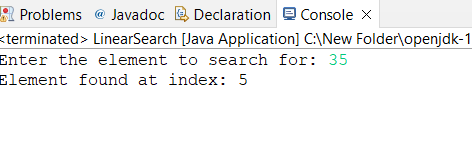 Problems @ Javadoc Declaration Console
<terminated> LinearSearch [Java Application] C:\New Folder\openjdk-1
Enter the element to search for: 35
Element found at index: 5